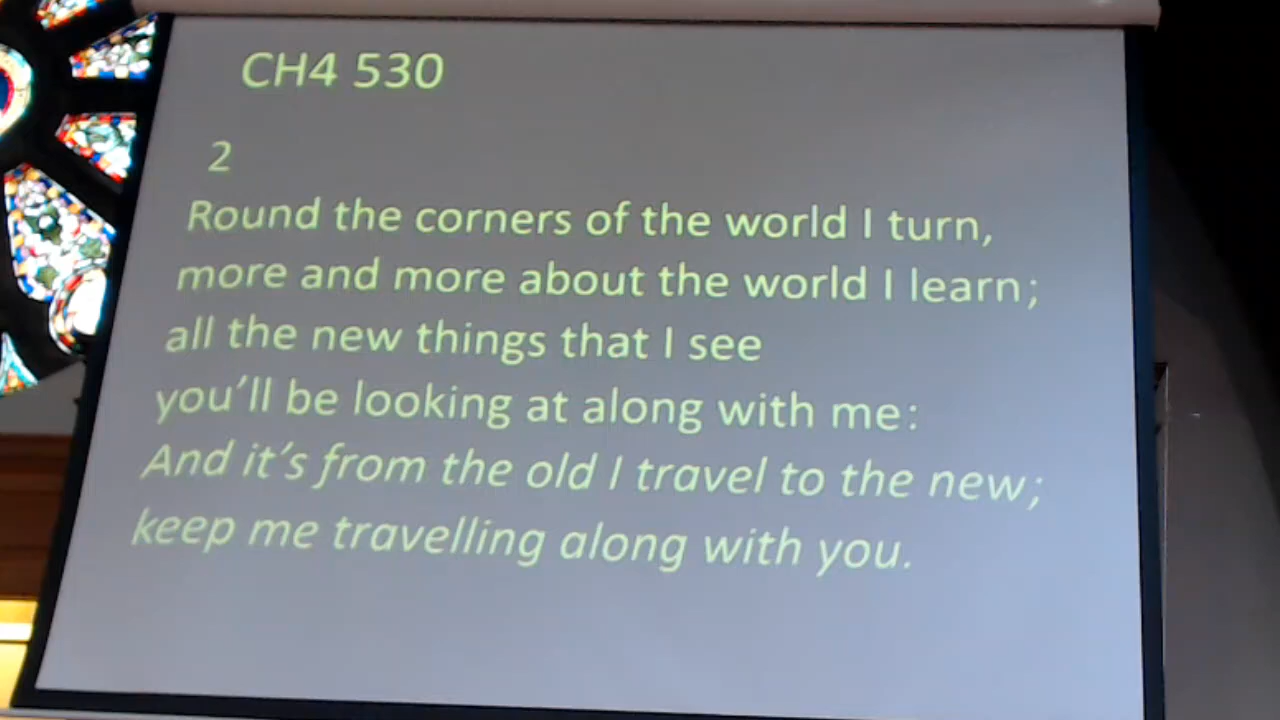 CH4 530
2
Round the corners of the world I turn,
more and more about the world I learn;
all the new things that I see
you’ll be looking at along with me:
And it’s from the old I travel to the new;
keep me travelling along with you.